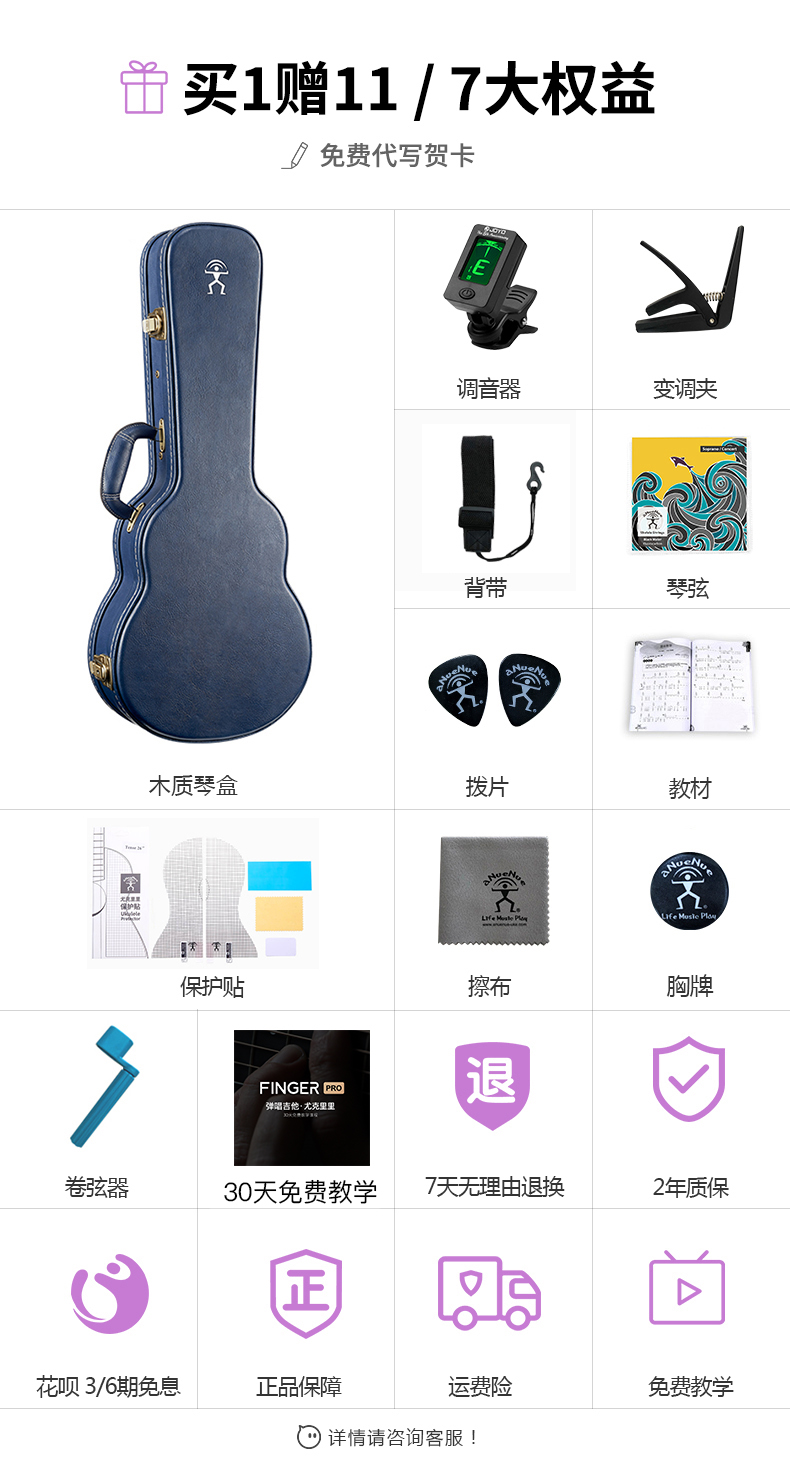 买1赠11 / 7大权益
免费代写贺卡
JOYO
E
调音器
变调夹
背带
Soprano / Concert
琴弦
木质琴盒
aNueNue
aNueNue
拨片
教材
尤克里里
保护贴
Ukulele
Protector
保护贴
aNueNue
Life Music Play
擦布
aNueNue
Life Music Play
胸牌
卷弦器
FINGER PRO
弹唱吉他·尤克里里
30天免费教学
退
7天无理由退换
2年质保
花呗 3/6期免息
正
正品保障
运费险
免费教学
详情请咨询客服！